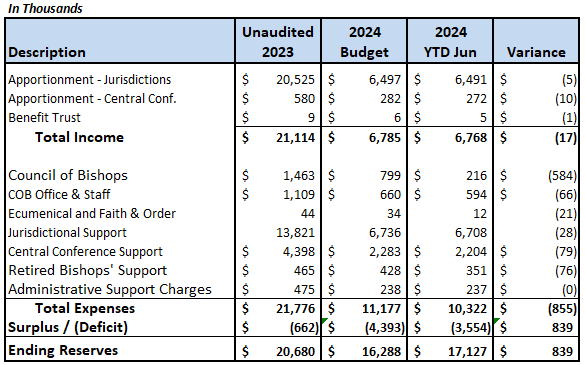 In Thousands
Description Unaudited 2023 2024 Budget 2024 YTD Jun Variance
Apportionment - Jurisdictions $ 20,525 $ 6,497 $ 6,491 $ (5)
Apportionment - Central Conf. $ 580 $ 282 $ 272 $ (10)
Benefit Trust $ 9 $ 6 $ 5 $ (1)
Total Income $ 21,114 $ 6,785 $ 6,768 $ (17)
Council of Bishops $ 1,463 $ 799 $ 216 $ (584)
COB Office & Staff $ 1,109 $ 660 $ 594 $ (66)
Ecumenical and Faith & Order 44 34 12 (21)
Jurisdictional Support 13,821 6,736 6,708 (28)
Central Conference Support $ 4,398 $ 2,283 $ 2,204 $ (79)
Retired Bishops' Support $ 465 $ 428 $ 351 $ (76)
Administrative Support Charges $ 475 $ 238 $ 237 $ (0)
Total Expenses $ 21,776 $ 11,177 $ 10,322 $ (855)
Surplus / (Deficit) $ (662) $ (4,393) $ (3,554) $ 839
Ending Reserves $ 20,680 $ 16,288 $ 17,127 $ 839